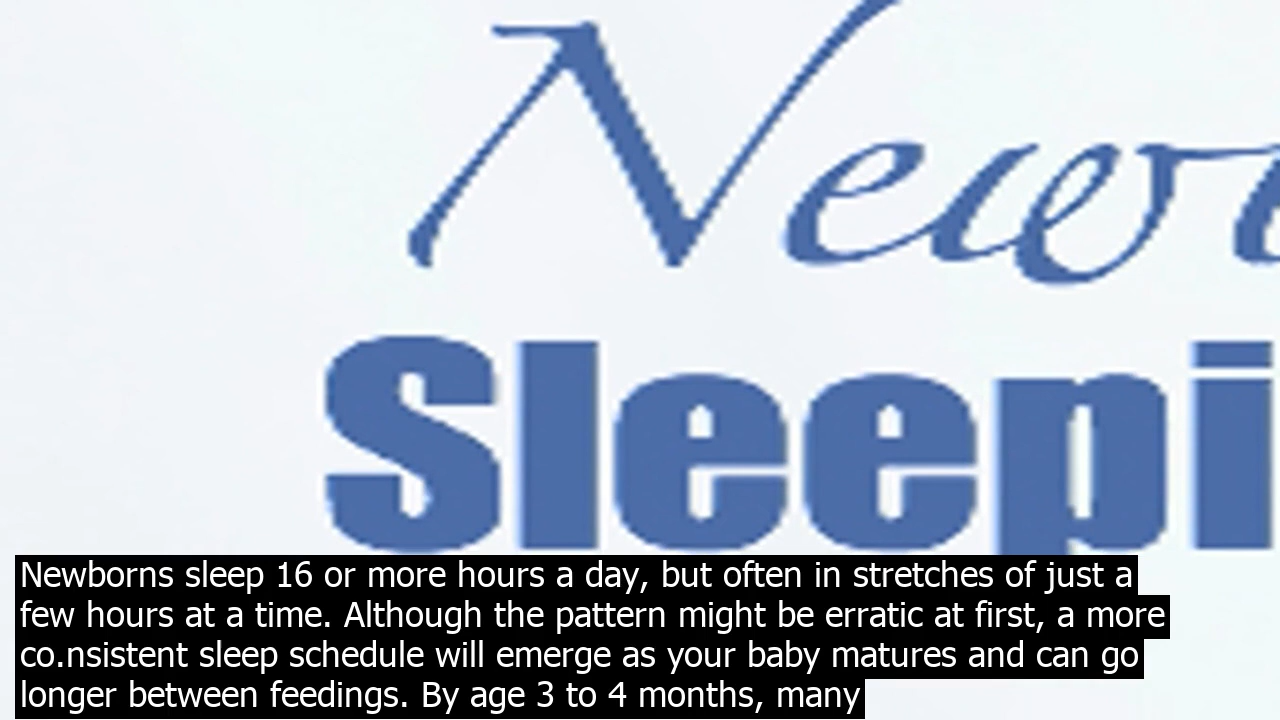 Sleepi
Newborns sleep 16 or more hours a day, but often in stretches of just a
few hours at a time. Although the pattern might be erratic at first, a more
co.nsistent sleep schedule will emerge as your baby matures and can go
longer between feedings. By age 3 to 4 months, many